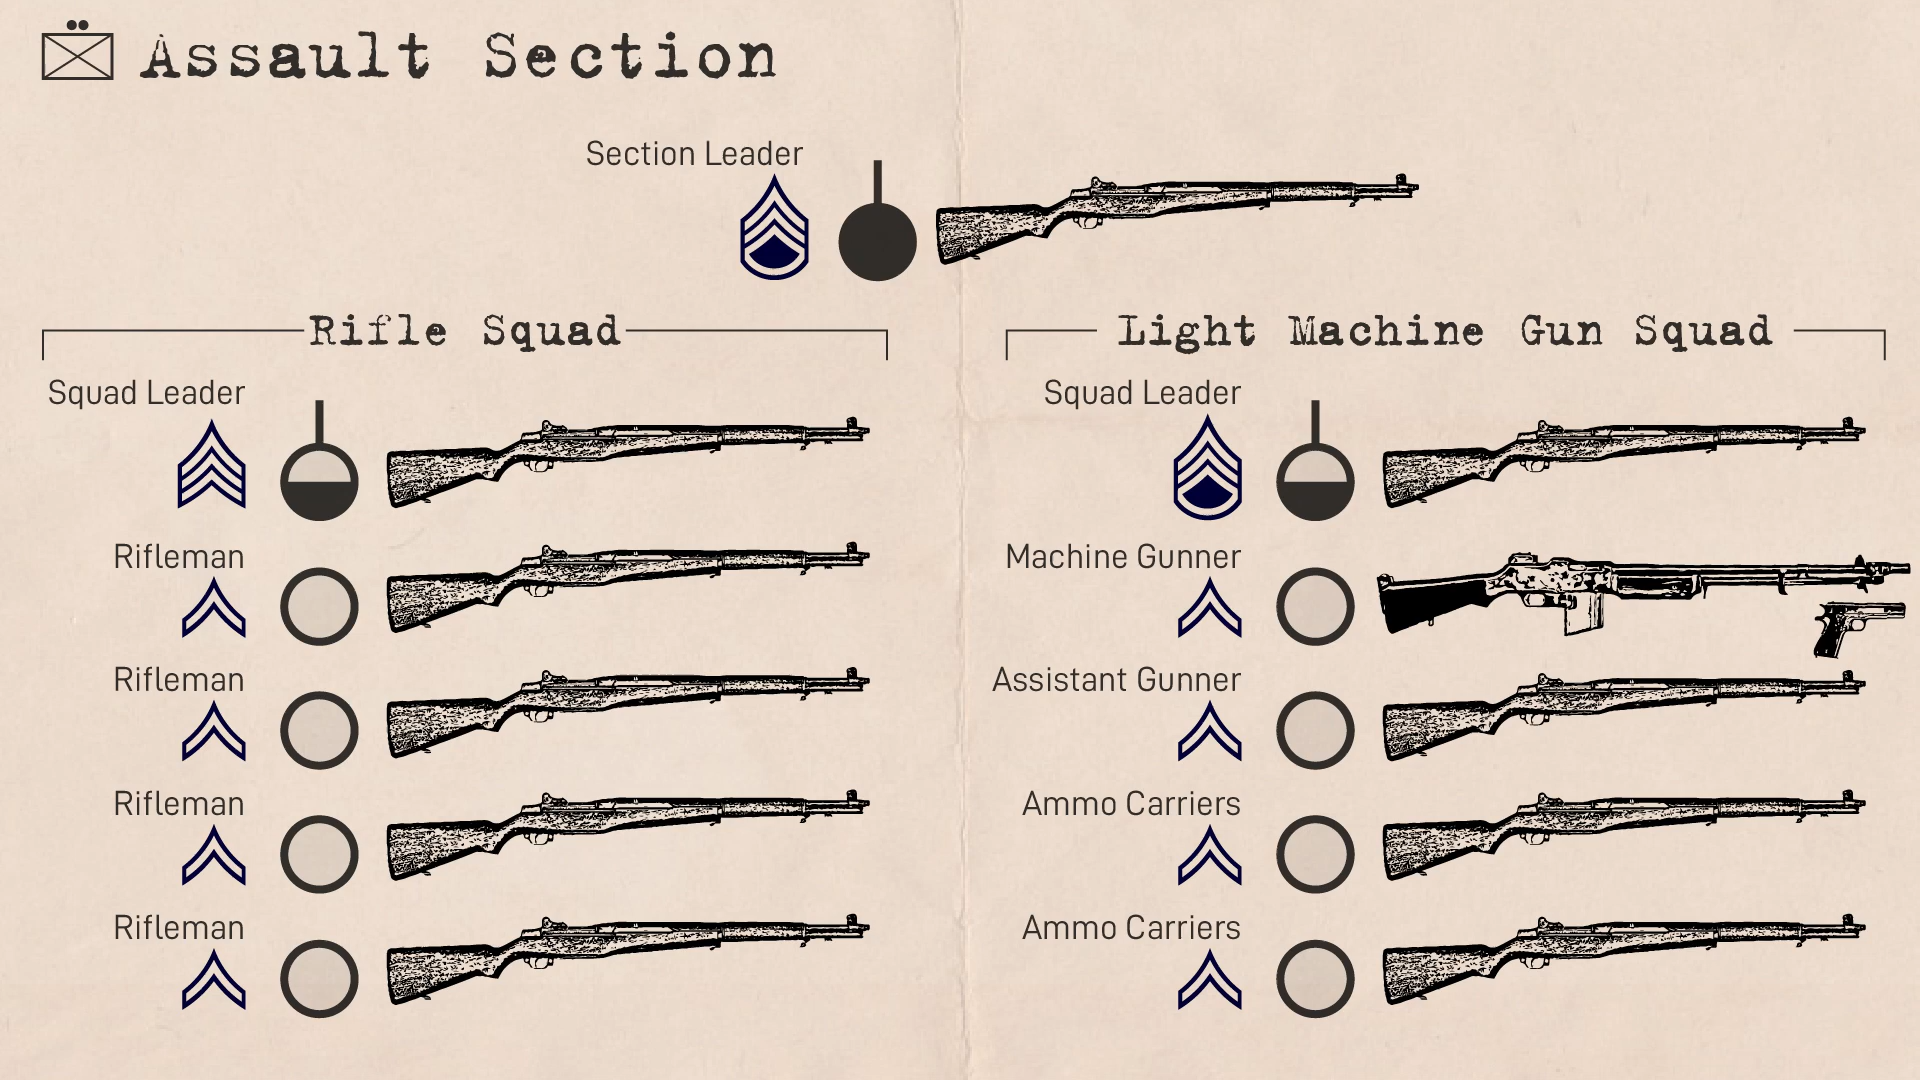 Assault Section
Section Leader
Rifle Squad
Squad Leader
Rifleman
Rifleman
Rifleman
Rifleman
Light Machine Gun Squad
Squad Leader
Machine Gunner
Assistant Gunner
Ammo Carriers
Ammo Carriers